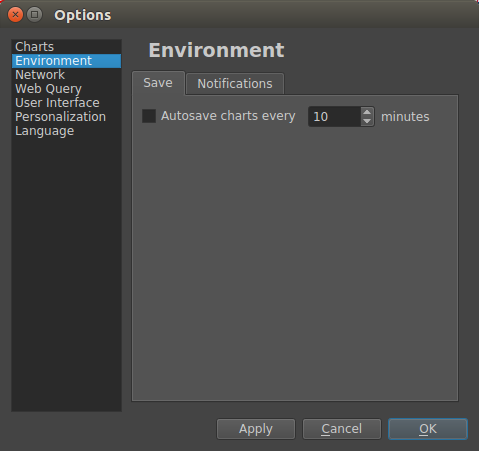 Options
Charts
Environment
Network
Web Query
User Interface
Personalization
Language
Environment
Save Notifications
Autosave charts every 10 minutes
Apply Cancel OK